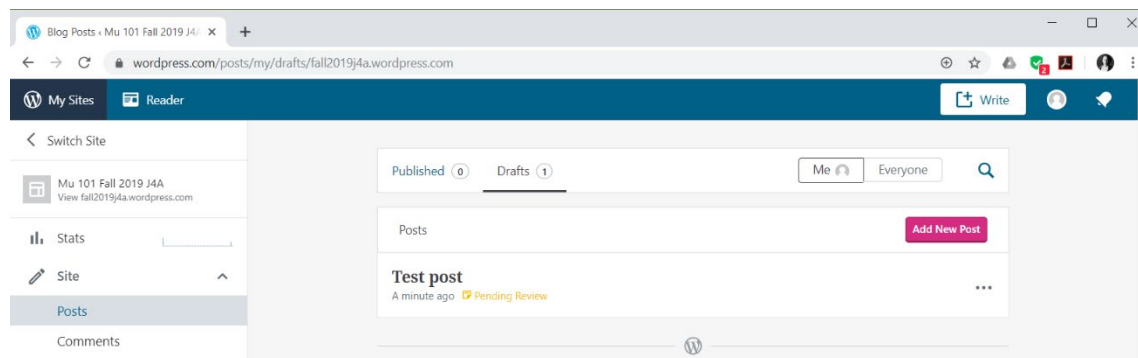 Blog Posts ‹ Mu 101 Fall 2019 J4A
wordpress.com/posts/my/drafts/fall2019j4a.wordpress.com
2
My Sites
Reader
Write
Switch Site
Mu 101 Fall 2019 J4A
View fall2019j4a.wordpress.com
Stats
Site
Posts
Comments
Published 0
Drafts 1
Me
Everyone
Posts
Add New Post
Test post
A minute ago Pending Review